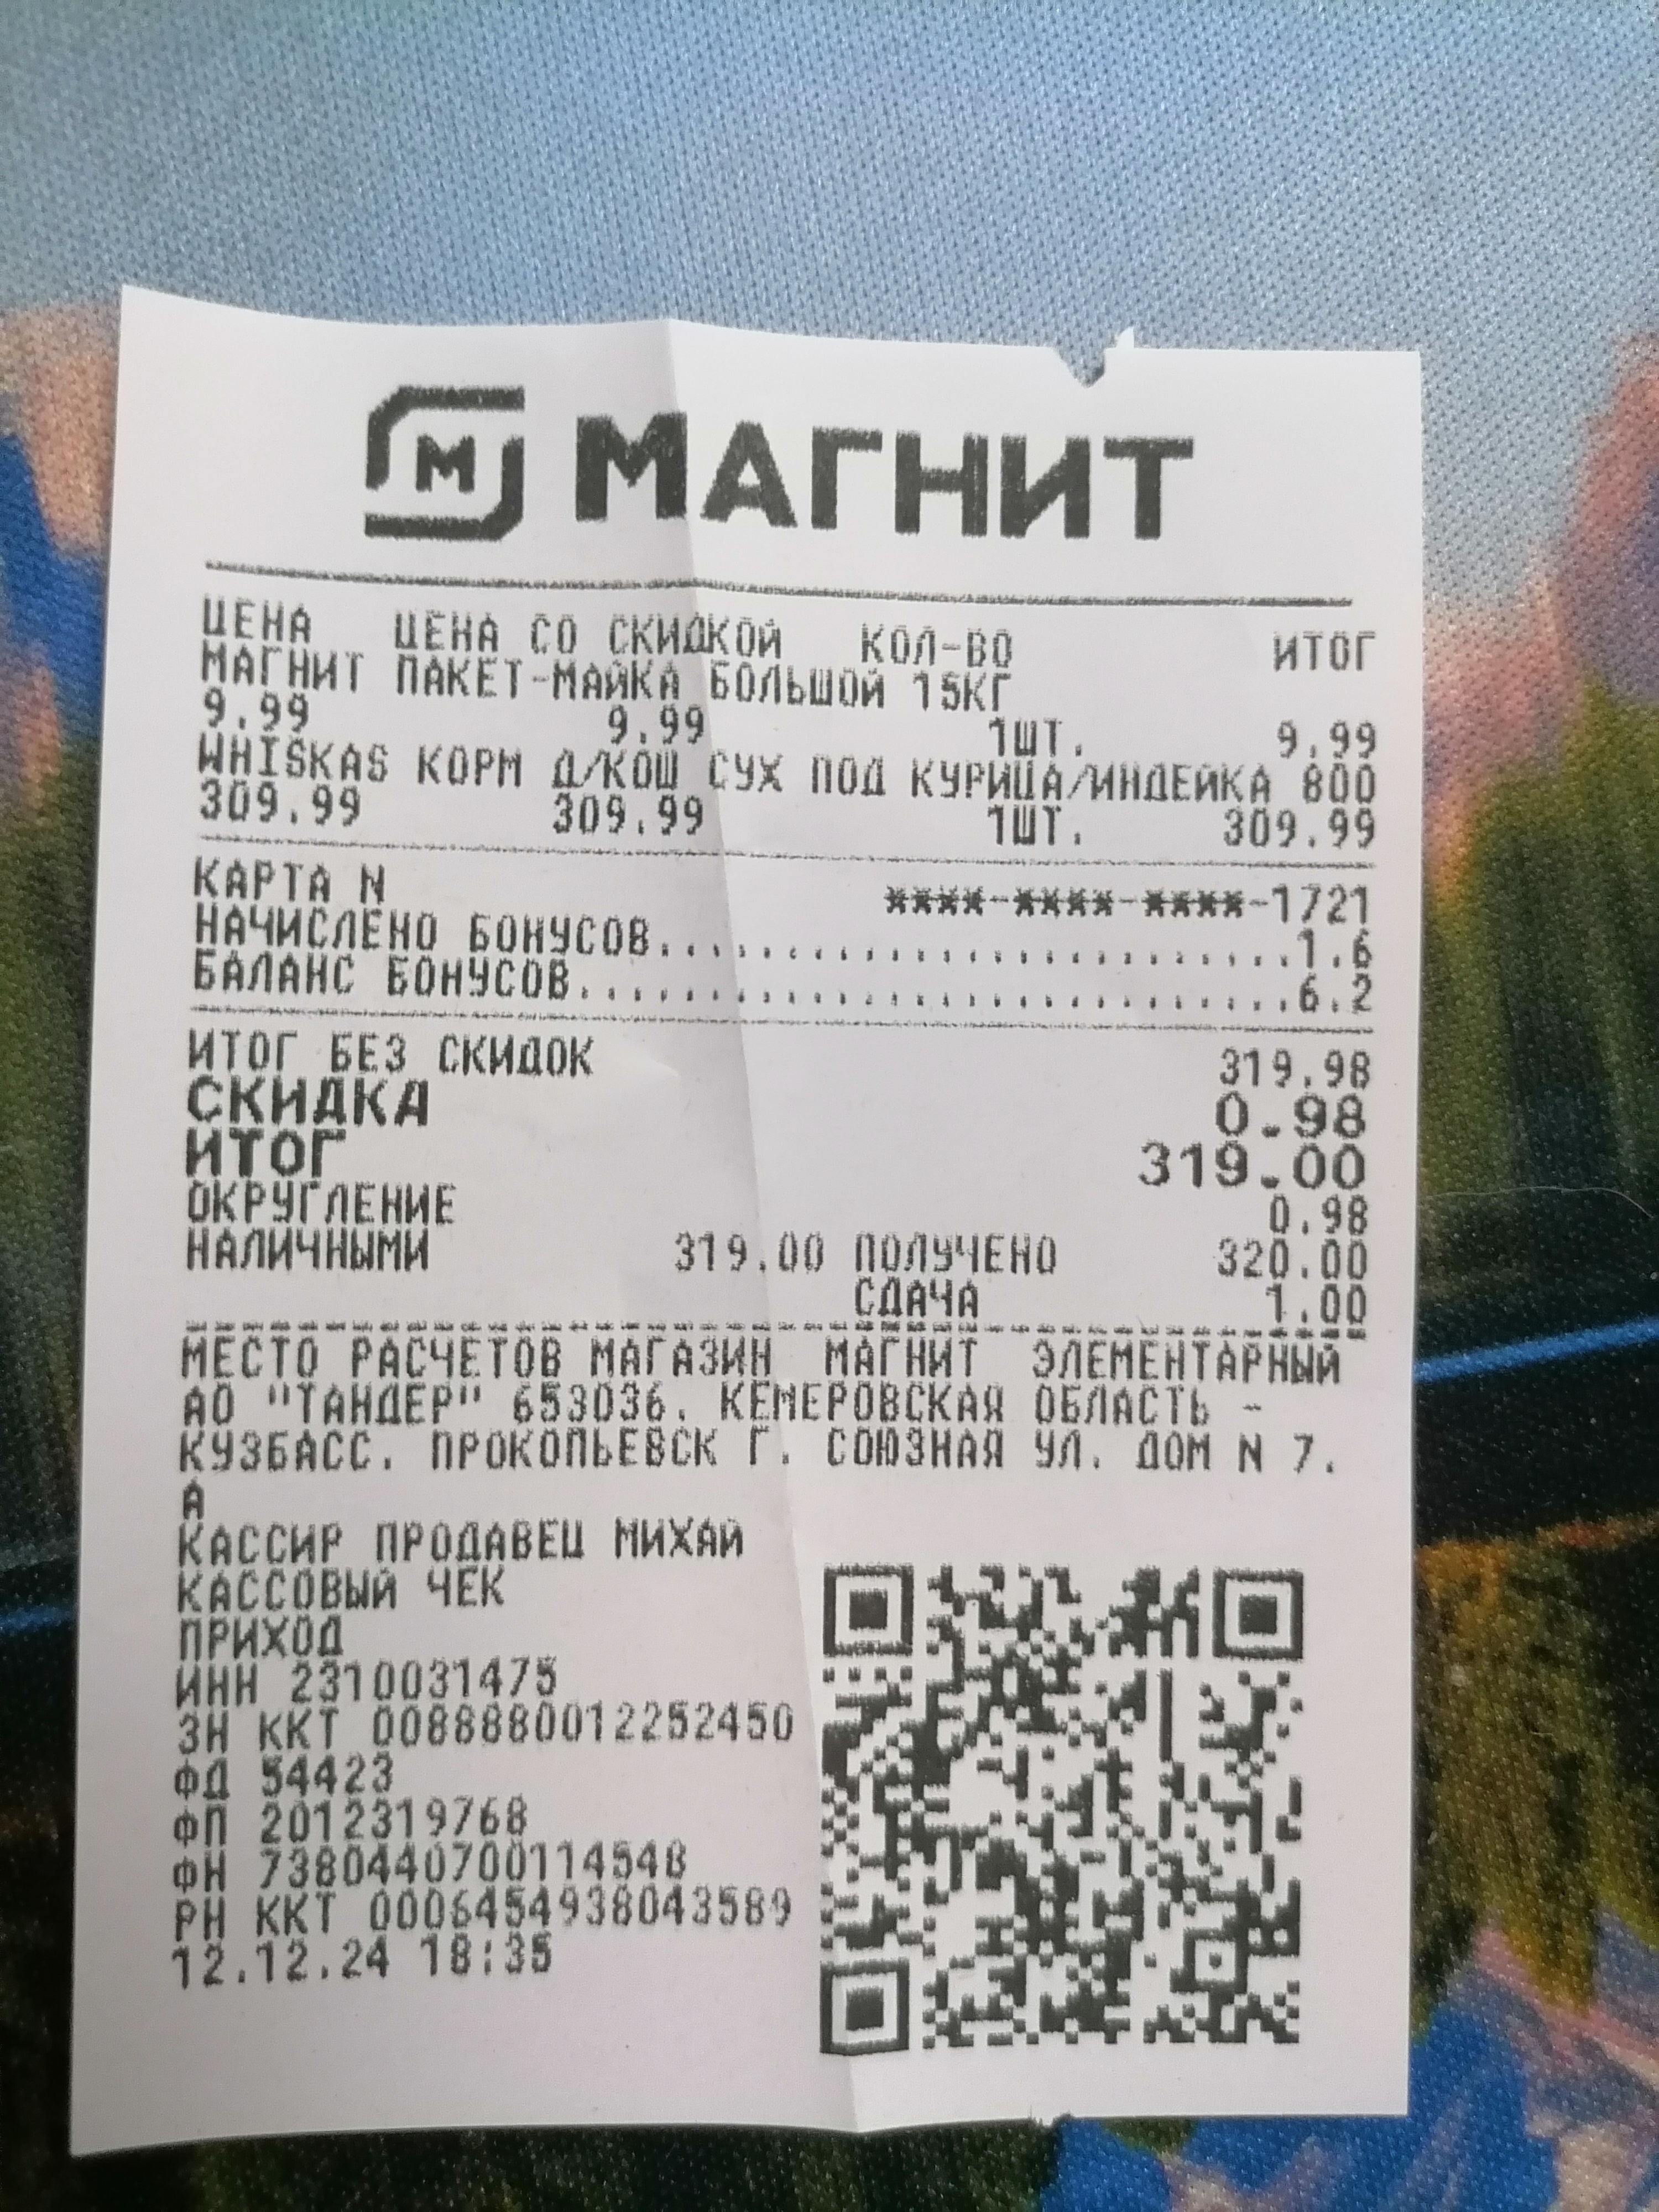 М МАГНИТ
ЦЕНА ЦЕНА СО СКИДКОЙ КОЛ-ВО ИТОГ
МАГНИТ ПАКЕТ-МАЙКА БОЛЬШОЙ 15КГ
9.99 9.99 1ШТ. 9.99
WHISKAS КОРМ Д/КОШ СУХ ПОД КУРИЦА/ИНДЕЙКА 800
309.99 309.99 1ШТ. 309.99
КАРТА N ****-****-****-1721
НАЧИСЛЕНО БОНУСОВ..........................1.6
БАЛАНС БОНУСОВ.............................6.2
ИТОГ БЕЗ СКИДОК 319.98
СКИДКА 0.98
ИТОГ 319.00
ОКРУГЛЕНИЕ 0.98
НАЛИЧНЫМИ 319.00 ПОЛУЧЕНО 320.00
СДАЧА 1.00
МЕСТО РАСЧЕТОВ МАГАЗИН МАГНИТ ЭЛЕМЕНТАРНЫЙ
АО "ТАНДЕР" 653036. КЕМЕРОВСКАЯ ОБЛАСТЬ -
КУЗБАСС. ПРОКОПЬЕВСК Г. СОЮЗНАЯ УЛ. ДОМ N 7.
А
КАССИР ПРОДАВЕЦ МИХАЙ
КАССОВЫЙ ЧЕК
ПРИХОД
ИНН 2310031475
ЗН ККТ 0088880012252450
ФД 54423
ФП 2012319768
ФН 7380440700114548
РН ККТ 0006454938043589
12.12.24 18:35